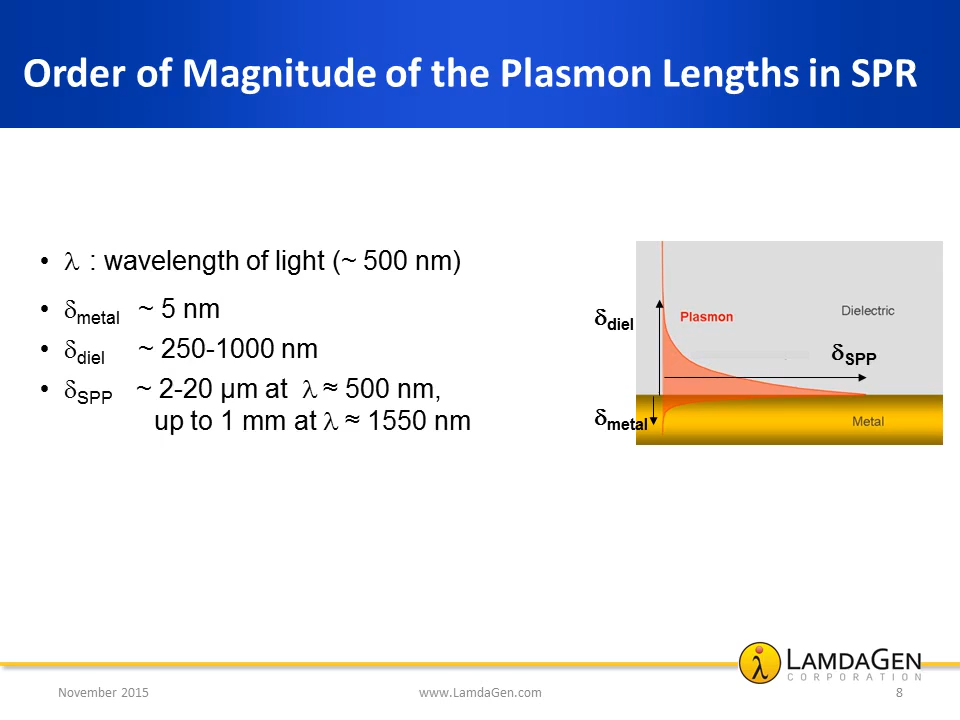 Order of Magnitude of the Plasmon Lengths in SPR
• λ : wavelength of light (~ 500 nm)
• δmetal ~ 5 nm
• δdiel ~ 250-1000 nm
• δSPP ~ 2-20 μm at λ ≈ 500 nm,
up to 1 mm at λ ≈ 1550 nm
δdiel
Plasmon
Dielectric
δSPP
δmetal
Metal
λ LAMDAGEN
CORPORATION
November 2015
www.LamdaGen.com
8